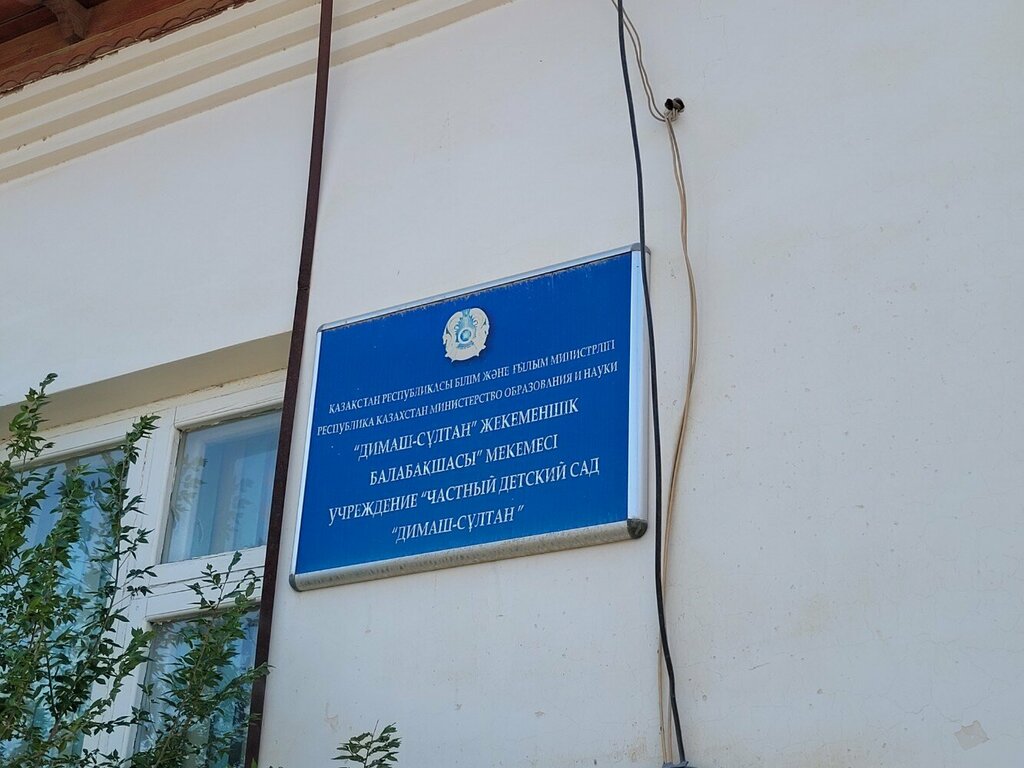 ҚАЗАҚСТАН РЕСПУБЛИКАСЫ БІЛІМ ЖӘНЕ ҒЫЛЫМ МИНИСТРЛІГІ
РЕСПУБЛИКА КАЗАХСТАН МИНИСТЕРСТВО ОБРАЗОВАНИЯ И НАУКИ
"ДИМАШ-СҰЛТАН" ЖЕКЕМЕНШІК
БАЛАБАҚШАСЫ" МЕКЕМЕСІ
УЧРЕЖДЕНИЕ "ЧАСТНЫЙ ДЕТСКИЙ САД
"ДИМАШ-СҰЛТАН"